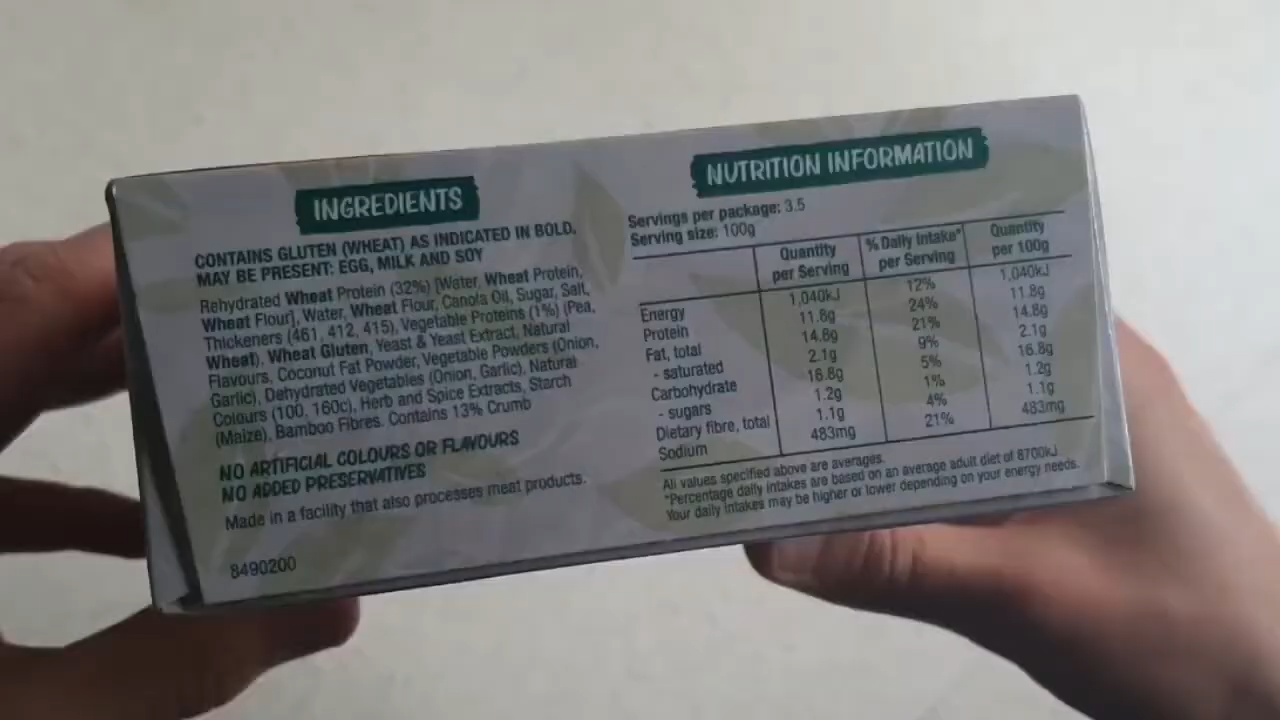 INGREDIENTS
CONTAINS GLUTEN (WHEAT) AS INDICATED IN BOLD.
MAY BE PRESENT: EGG, MILK AND SOY
Rehydrated Wheat Protein (32%) [Water, Wheat Protein,
Wheat Flour], Water, Wheat Flour, Canola Oil, Sugar, Salt,
Thickeners (461, 412, 415), Vegetable Proteins (1%) (Pea,
Wheat), Wheat Gluten, Yeast & Yeast Extract, Natural
Flavours, Coconut Fat Powder, Vegetable Powders (Onion,
Garlic), Dehydrated Vegetables (Onion, Garlic), Natural
Colours (100, 160c), Herb and Spice Extracts, Starch
(Maize), Bamboo Fibres. Contains 13% Crumb
NO ARTIFICIAL COLOURS OR FLAVOURS
NO ADDED PRESERVATIVES
Made in a facility that also processes meat products.
8490200
NUTRITION INFORMATION
Servings per package: 3.5
Serving size: 100g
Quantity per Serving % Daily Intake* per Serving Quantity per 100g
Energy 1,040kJ 12% 1,040kJ
Protein 11.8g 24% 11.8g
Fat, total 14.8g 21% 14.8g
- saturated 2.1g 9% 2.1g
Carbohydrate 16.8g 5% 16.8g
- sugars 1.2g 1% 1.2g
Dietary fibre, total 1.1g 4% 1.1g
Sodium 483mg 21% 483mg
All values specified above are averages.
*Percentage daily intakes are based on an average adult diet of 8700kJ
Your daily intakes may be higher or lower depending on your energy needs.